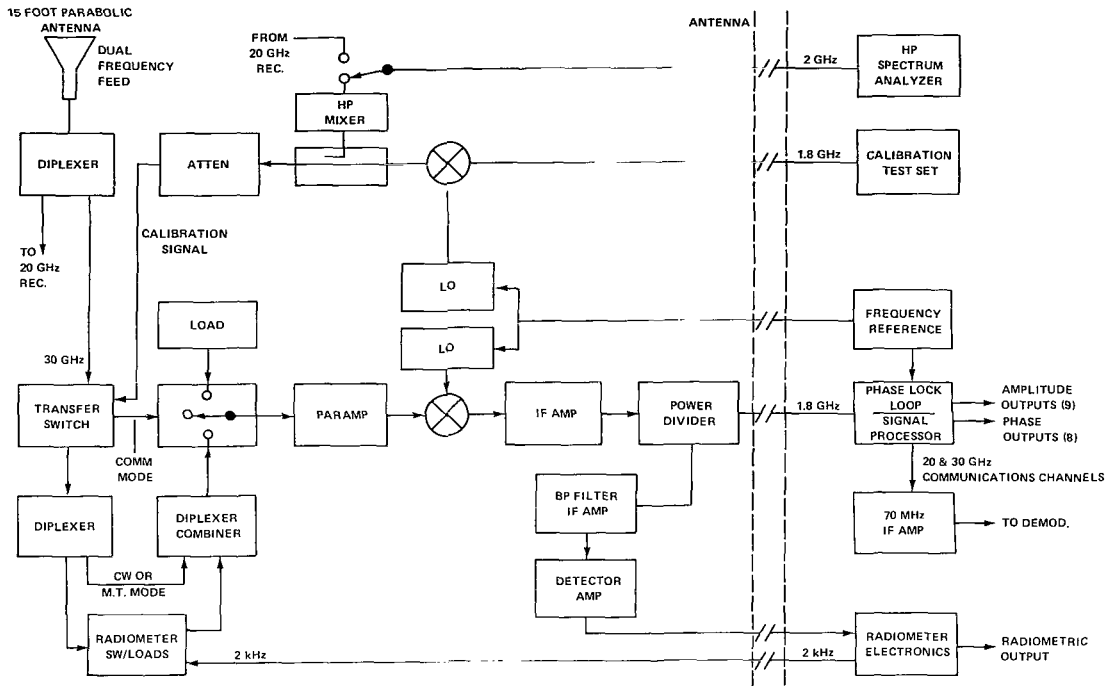 15 FOOT PARABOLIC
ANTENNA
DUAL
FREQUENCY
FEED
FROM
20 GHz
REC.
ANTENNA
2 GHz
HP
SPECTRUM
ANALYZER
HP
MIXER
DIPLEXER
ATTEN
1.8 GHz
CALIBRATION
TEST SET
TO
20 GHz
REC.
CALIBRATION
SIGNAL
LO
LOAD
LO
FREQUENCY
REFERENCE
30 GHz
TRANSFER
SWITCH
COMM
MODE
PARAMP
IF AMP
POWER
DIVIDER
1.8 GHz
PHASE LOCK
LOOP
SIGNAL
PROCESSOR
AMPLITUDE
OUTPUTS (9)
PHASE
OUTPUTS (8)
20 & 30 GHz
COMMUNICATIONS CHANNELS
DIPLEXER
DIPLEXER
COMBINER
BP FILTER
IF AMP
70 MHz
IF AMP
TO DEMOD.
CW OR
M.T. MODE
DETECTOR
AMP
RADIOMETER
SW/LOADS
2 kHz
2 kHz
RADIOMETER
ELECTRONICS
RADIOMETRIC
OUTPUT